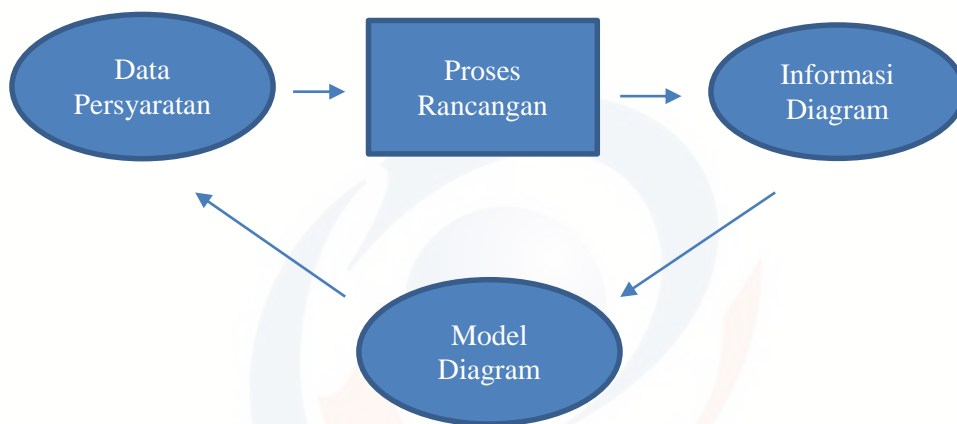 Data
Persyaratan
Proses
Rancangan
Informasi
Diagram
Model
Diagram